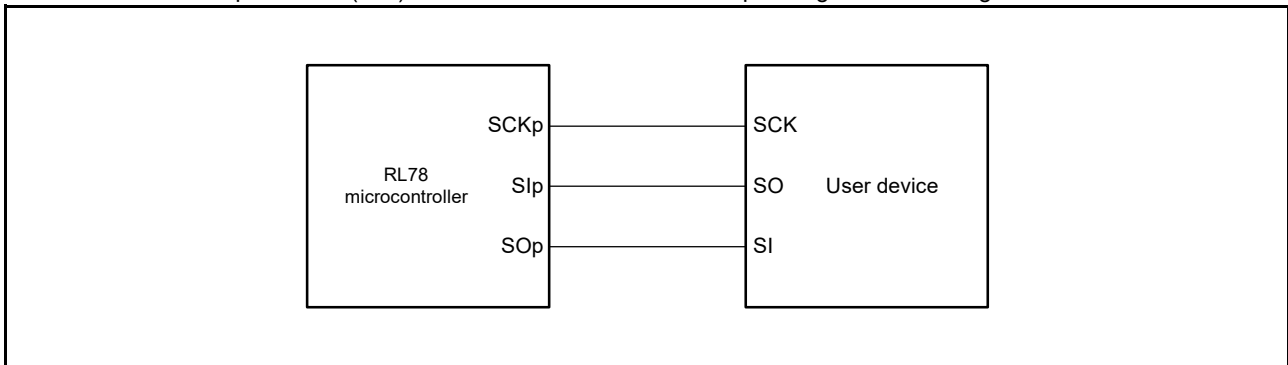 SCKp SCK
RL78
microcontroller
SIp SO User device
SOp SI